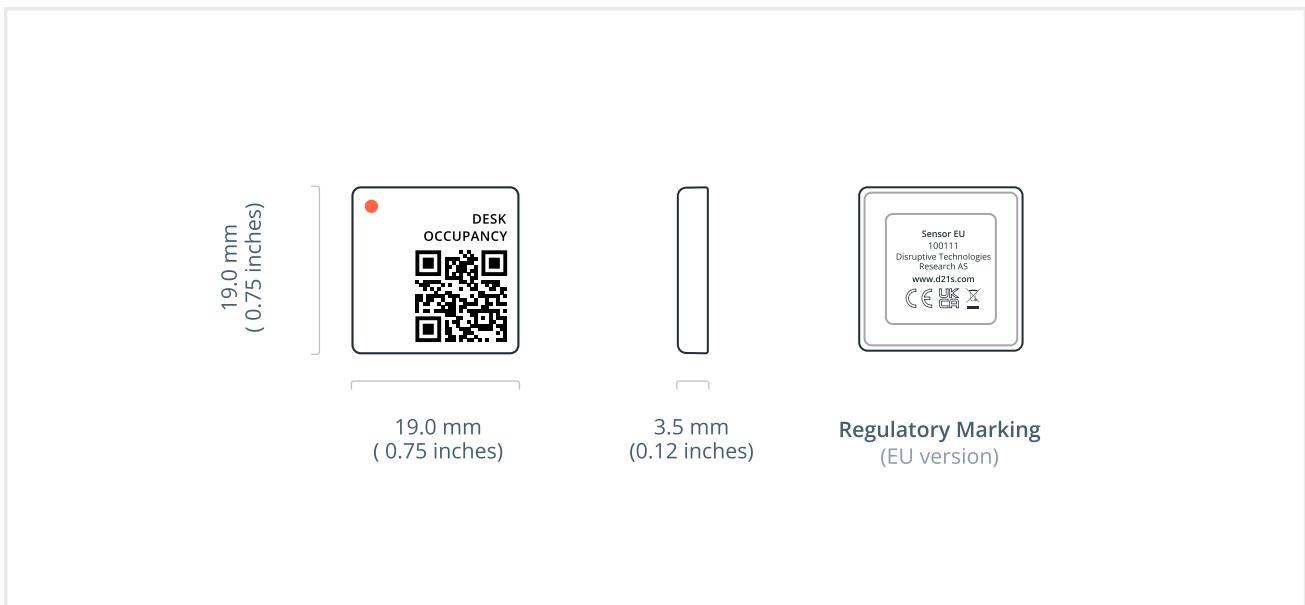 19.0 mm
( 0.75 inches)
DESK
OCCUPANCY
19.0 mm
( 0.75 inches)
3.5 mm
(0.12 inches)
Sensor EU
100111
Disruptive Technologies
Research AS
www.d21s.com
CE UK
CA
Regulatory Marking
(EU version)